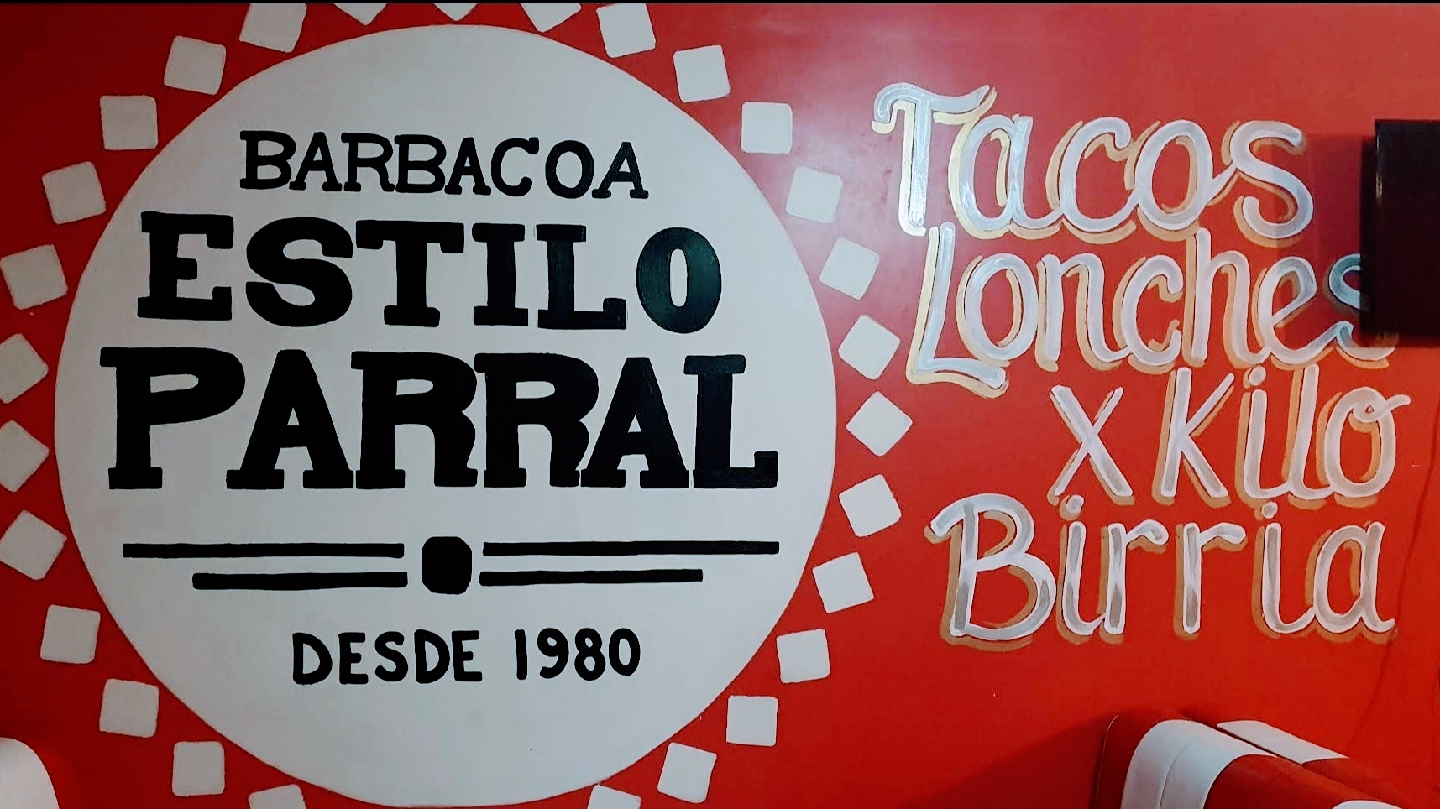 BARBACOA
ESTILO
PARRAL
DESDE 1980
Tacos
Lonches
x Kilo
Birria